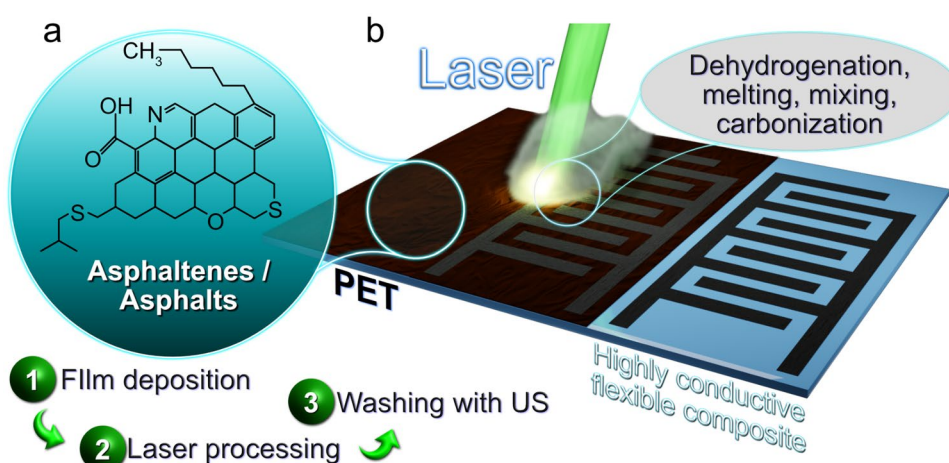 a
b
CH₃
OH
N
O
S
O
S
Asphaltenes /
Asphalts
Laser
Dehydrogenation,
melting, mixing,
carbonization
PET
Highly conductive
flexible composite
1 FIlm deposition
2 Laser processing
3 Washing with US